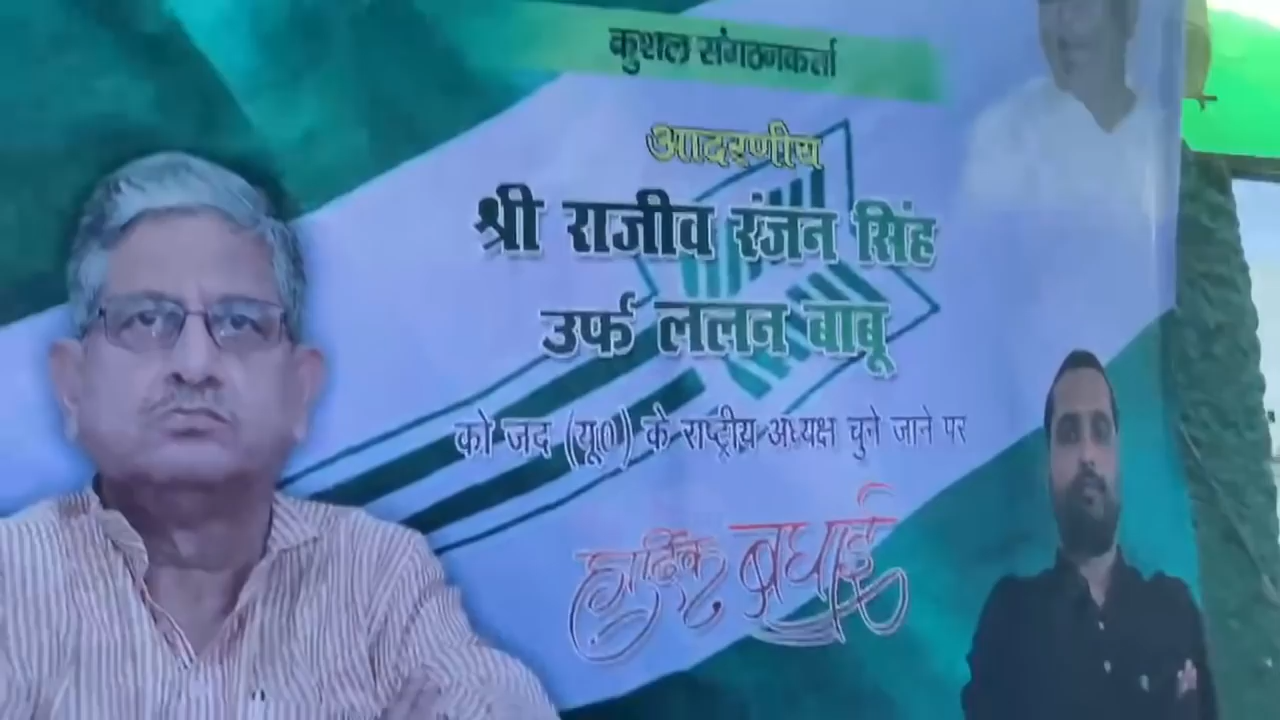 कुशल संगठनकर्ता
आदरणीय
श्री राजीव रंजन सिंह
उर्फ ललन बाबू
को जद (यू०) के राष्ट्रीय अध्यक्ष चुने जाने पर
हार्दिक बधाई